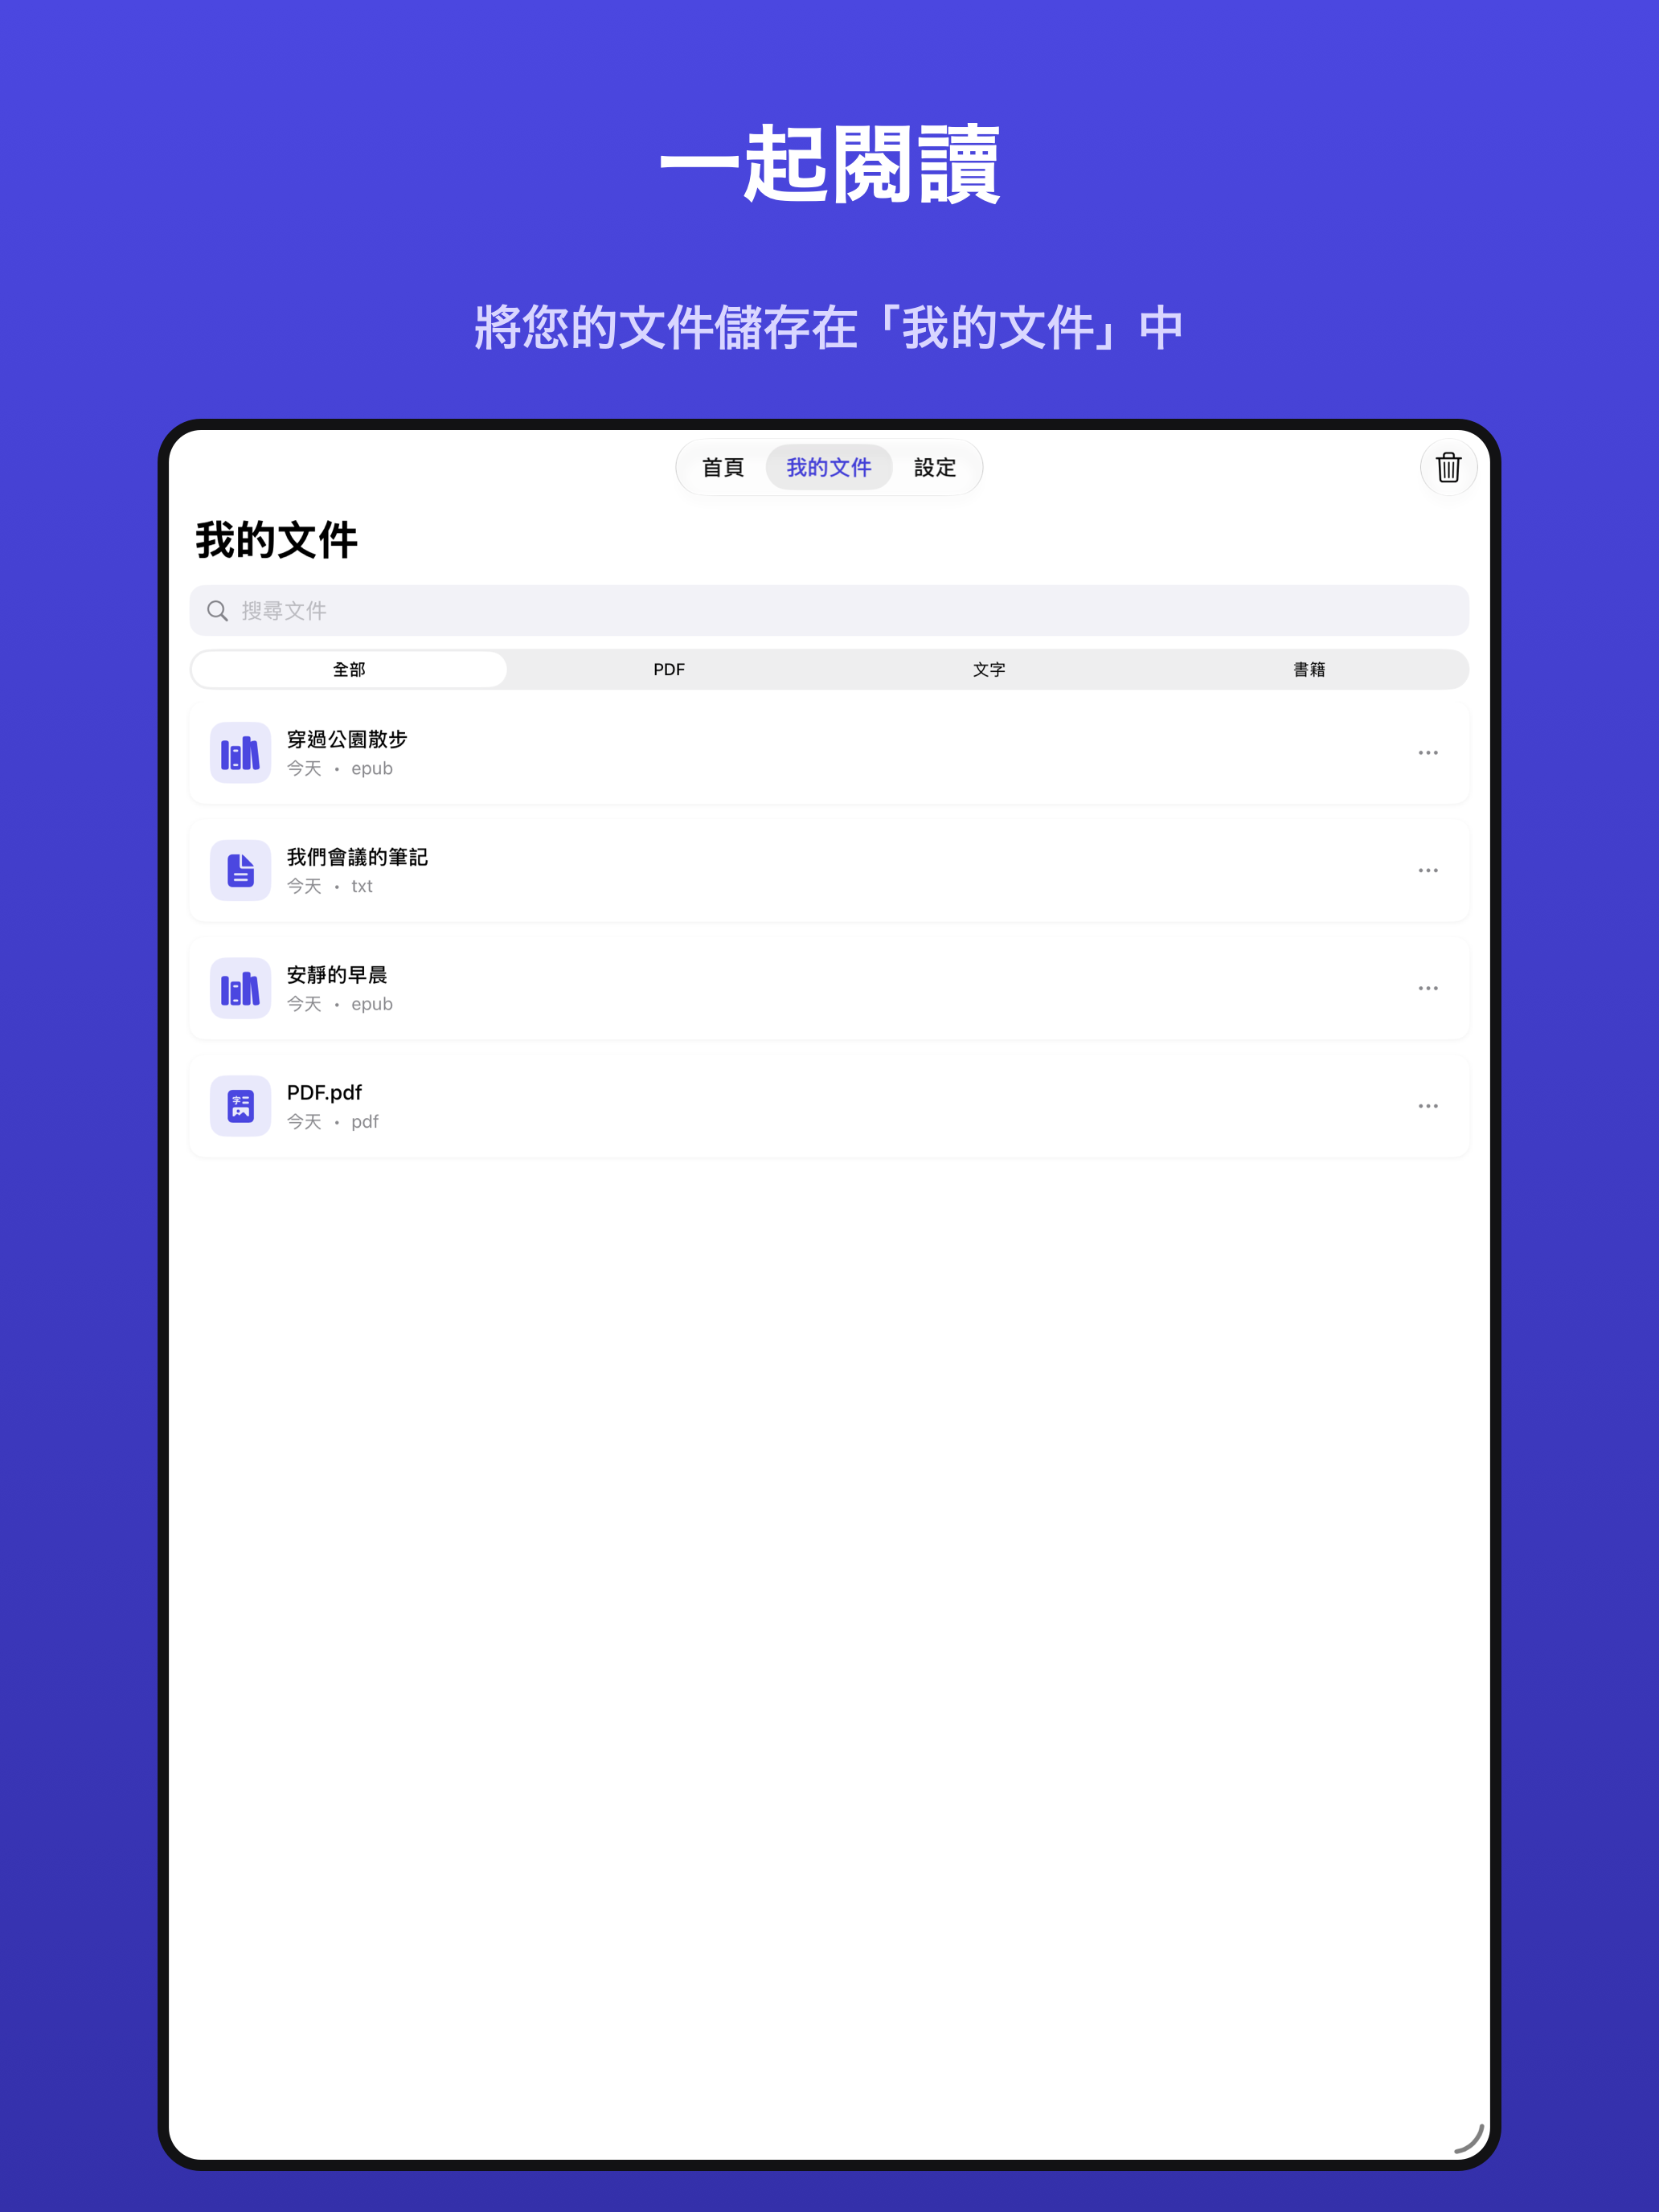 一起閱讀
將您的文件儲存在「我的文件」中
首頁 我的文件 設定
我的文件
搜尋文件
全部 PDF 文字 書籍
穿過公園散步
今天 • epub
我們會議的筆記
今天 • txt
安靜的早晨
今天 • epub
字
PDF.pdf
今天 • pdf